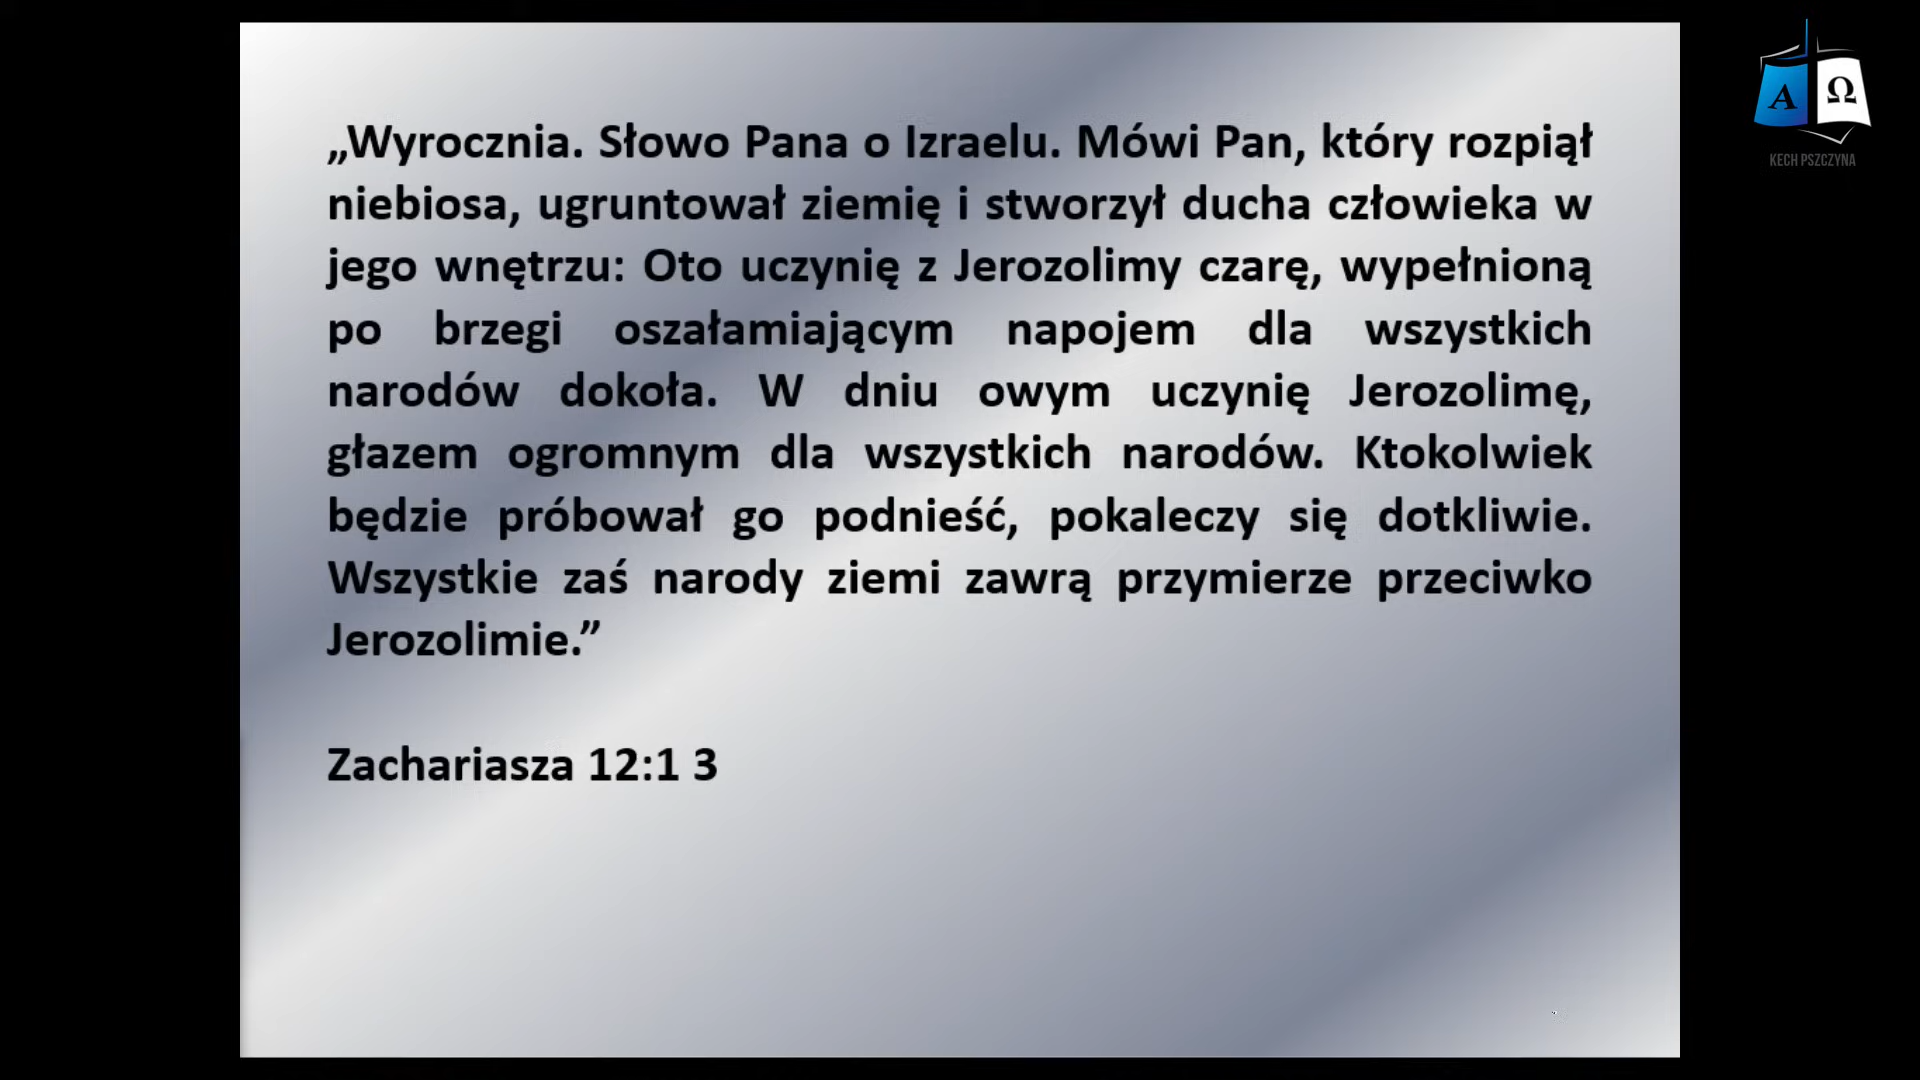 „Wyrocznia. Słowo Pana o Izraelu. Mówi Pan, który rozpiął
niebiosa, ugruntował ziemię i stworzył ducha człowieka w
jego wnętrzu: Oto uczynię z Jerozolimy czarę, wypełnioną
po brzegi oszałamiającym napojem dla wszystkich
narodów dokoła. W dniu owym uczynię Jerozolimę,
głazem ogromnym dla wszystkich narodów. Ktokolwiek
będzie próbował go podnieść, pokaleczy się dotkliwie.
Wszystkie zaś narody ziemi zawrą przymierze przeciwko
Jerozolimie.”
Zachariasza 12:1 3
A Ω
KECH PSZCZYNA